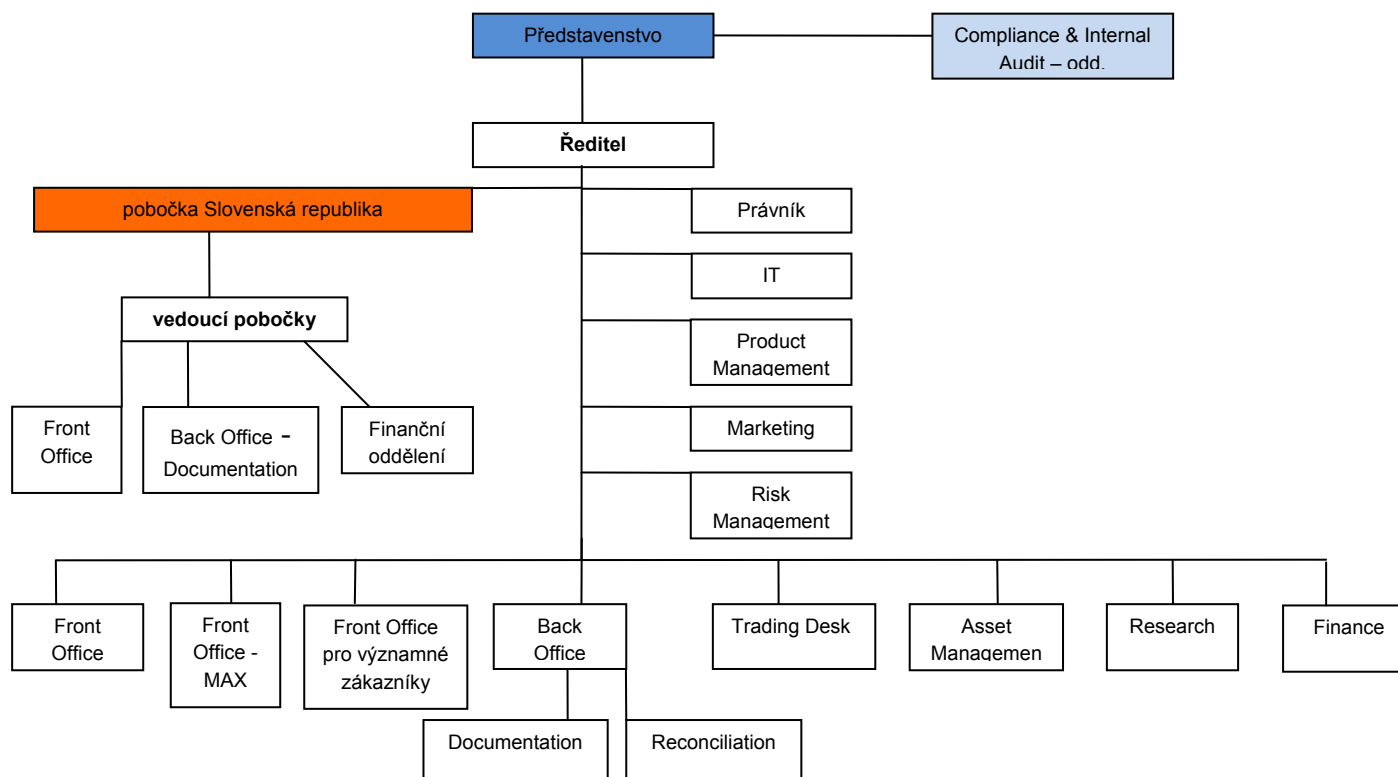 Představenstvo
Compliance & Internal
Audit – odd.
Ředitel
pobočka Slovenská republika
Právník
IT
vedoucí pobočky
Product
Management
Front
Office
Back Office -
Documentation
Finanční
oddělení
Marketing
Risk
Management
Front
Office
Front
Office -
MAX
Front Office
pro významné
zákazníky
Back
Office
Trading Desk
Asset
Managemen
Research
Finance
Documentation
Reconciliation